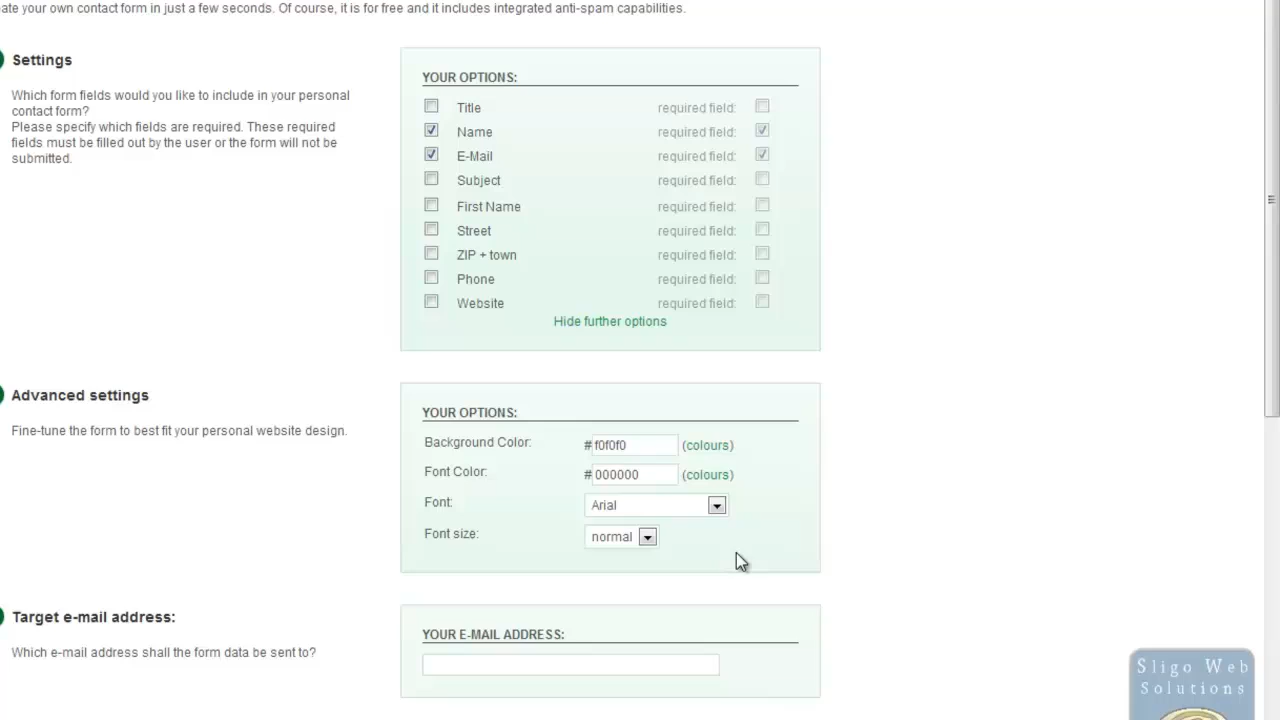 ate your own contact form in just a few seconds. Of course, it is for free and it includes integrated anti-spam capabilities.
Settings
Which form fields would you like to include in your personal
contact form?
Please specify which fields are required. These required
fields must be filled out by the user or the form will not be
submitted.
YOUR OPTIONS:
Title required field:
Name required field:
E-Mail required field:
Subject required field:
First Name required field:
Street required field:
ZIP + town required field:
Phone required field:
Website required field:
Hide further options
Advanced settings
Fine-tune the form to best fit your personal website design.
YOUR OPTIONS:
Background Color: # f0f0f0 (colours)
Font Color: # 000000 (colours)
Font: Arial
Font size: normal
Target e-mail address:
Which e-mail address shall the form data be sent to?
YOUR E-MAIL ADDRESS:
Sligo Web
Solutions